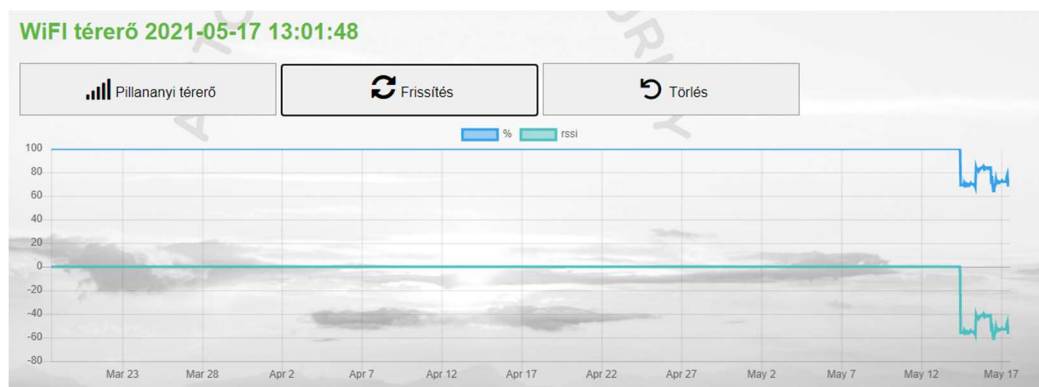 WiFI térerő 2021-05-17 13:01:48
Pillananyi térerő
Frissítés
Törlés
% rssi
100
80
60
40
20
0
-20
-40
-60
-80
Mar 23 Mar 28 Apr 2 Apr 7 Apr 12 Apr 17 Apr 22 Apr 27 May 2 May 7 May 12 May 17